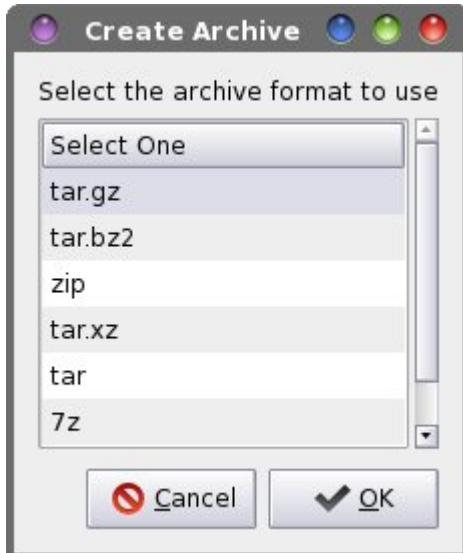 Create Archive
Select the archive format to use
Select One
tar.gz
tar.bz2
zip
tar.xz
tar
7z
Cancel
OK